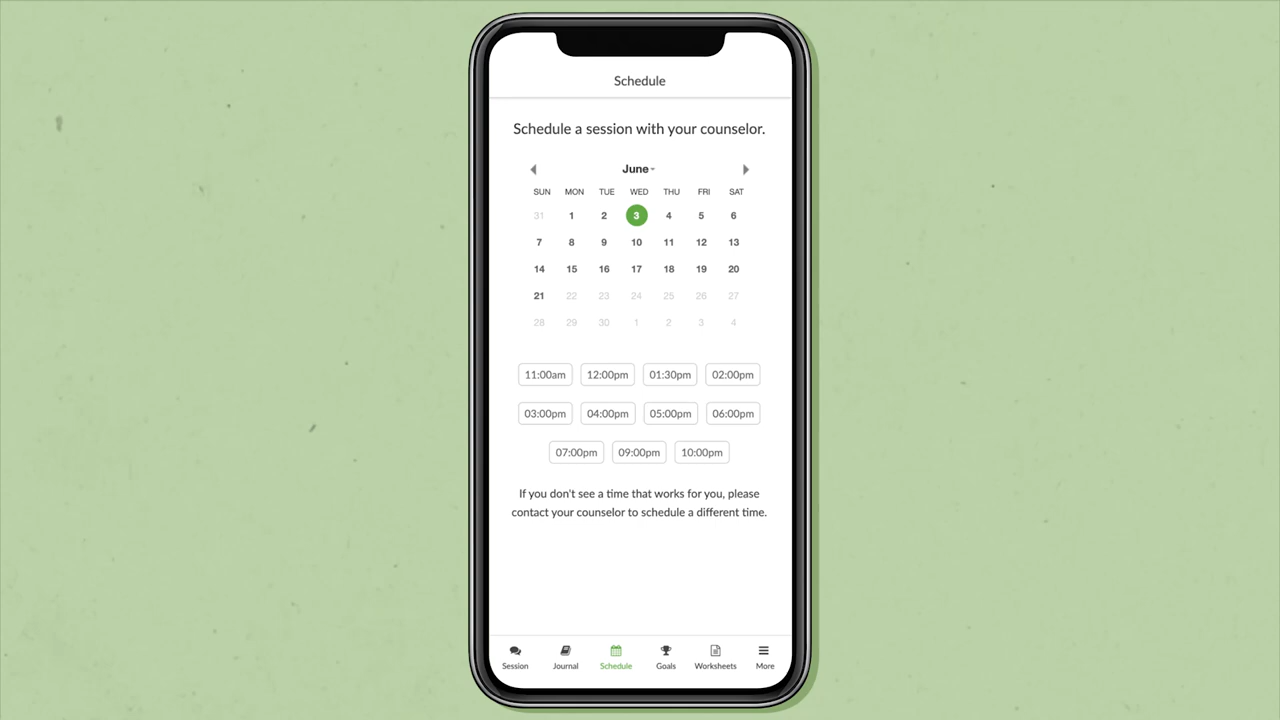 Schedule
Schedule a session with your counselor.
June
SUN MON TUE WED THU FRI SAT
31 1 2 3 4 5 6
7 8 9 10 11 12 13
14 15 16 17 18 19 20
21 22 23 24 25 26 27
28 29 30 1 2 3 4
11:00am 12:00pm 01:30pm 02:00pm
03:00pm 04:00pm 05:00pm 06:00pm
07:00pm 09:00pm 10:00pm
If you don't see a time that works for you, please
contact your counselor to schedule a different time.
Session Journal Schedule Goals Worksheets More